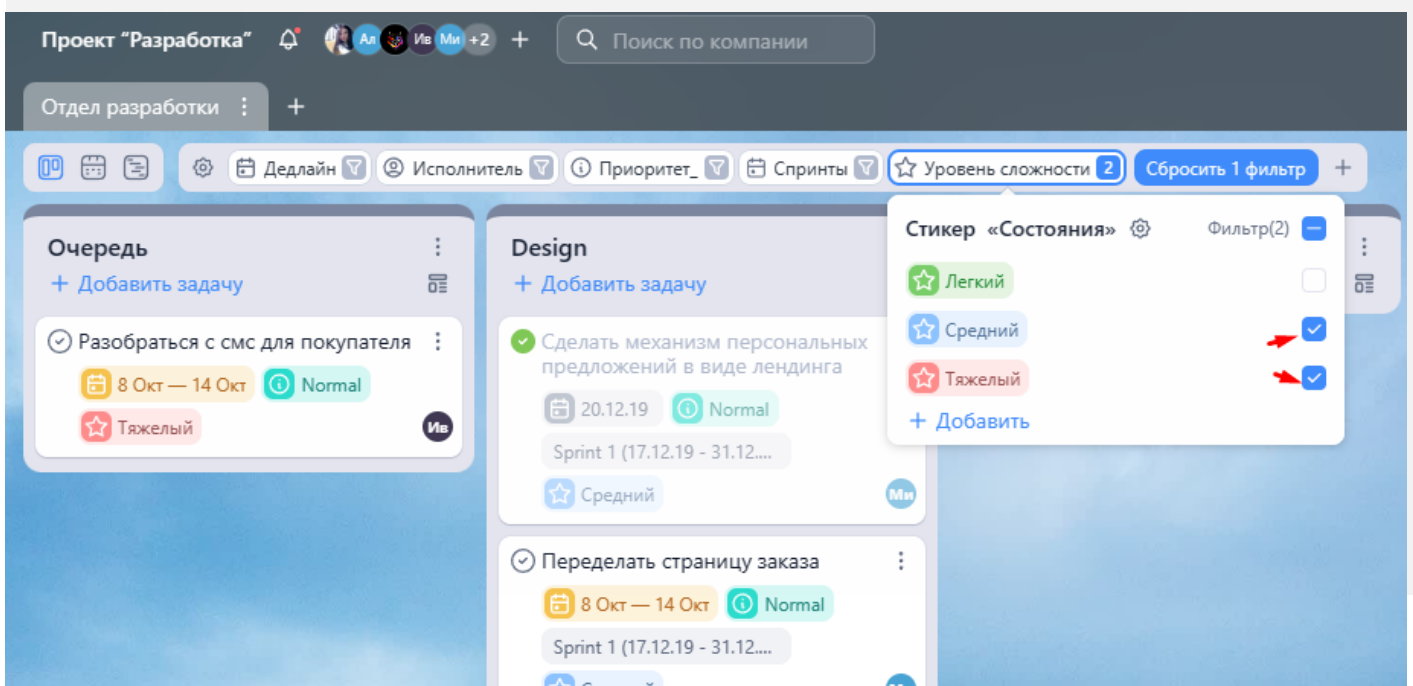 Проект “Разработка”
Ал
Ив
Ми
+2
+
Поиск по компании
Отдел разработки
+
Дедлайн
Исполнитель
Приоритет_
Спринты
Уровень сложности 2
Сбросить 1 фильтр
+
Очередь
+ Добавить задачу
Разобраться с смс для покупателя
8 Окт — 14 Окт
Normal
Тяжелый
Ив
Design
+ Добавить задачу
Сделать механизм персональных
предложений в виде лендинга
20.12.19
Normal
Sprint 1 (17.12.19 - 31.12....
Средний
Ми
Переделать страницу заказа
8 Окт — 14 Окт
Normal
Sprint 1 (17.12.19 - 31.12....
Стикер «Состояния»
Фильтр(2)
Легкий
Средний
Тяжелый
+ Добавить